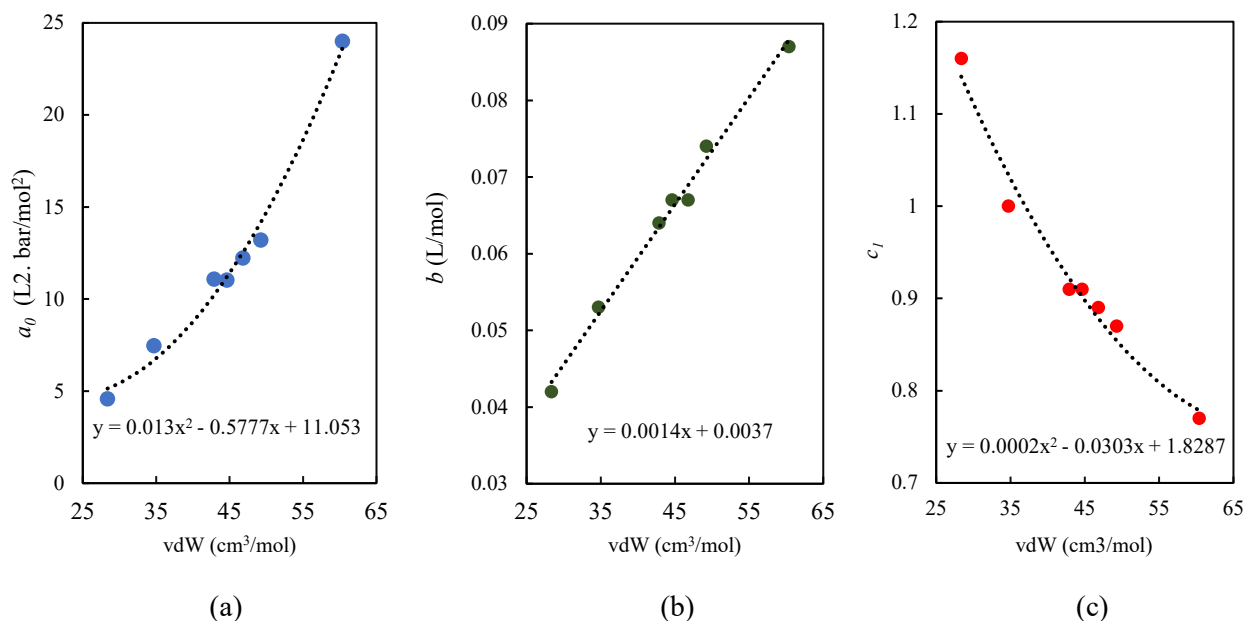 25
20
15
10
5
0
a₀ (L2. bar/mol²)
y = 0.013x² - 0.5777x + 11.053
25 35 45 55 65
vdW (cm³/mol)
(a)
0.09
0.08
0.07
0.06
0.05
0.04
0.03
b (L/mol)
y = 0.0014x + 0.0037
25 35 45 55 65
vdW (cm³/mol)
(b)
1.2
1.1
1
0.9
0.8
0.7
c₁
y = 0.0002x² - 0.0303x + 1.8287
25 35 45 55 65
vdW (cm3/mol)
(c)